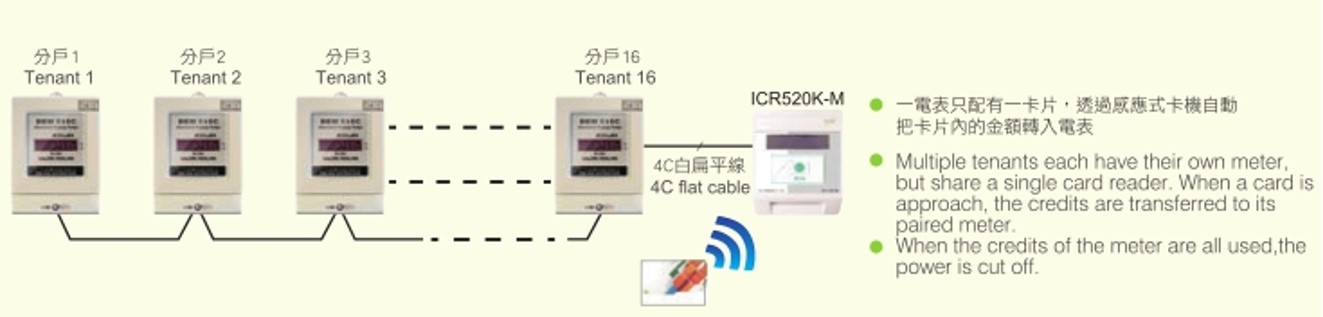 分戶1
Tenant 1
分戶2
Tenant 2
分戶3
Tenant 3
分戶16
Tenant 16
ICR520K-M
4C白扁平線
4C flat cable
一電表只配有一卡片，透過感應式卡機自動
把卡片內的金額轉入電表
Multiple tenants each have their own meter,
but share a single card reader. When a card is
approach, the credits are transferred to its
paired meter.
When the credits of the meter are all used,the
power is cut off.